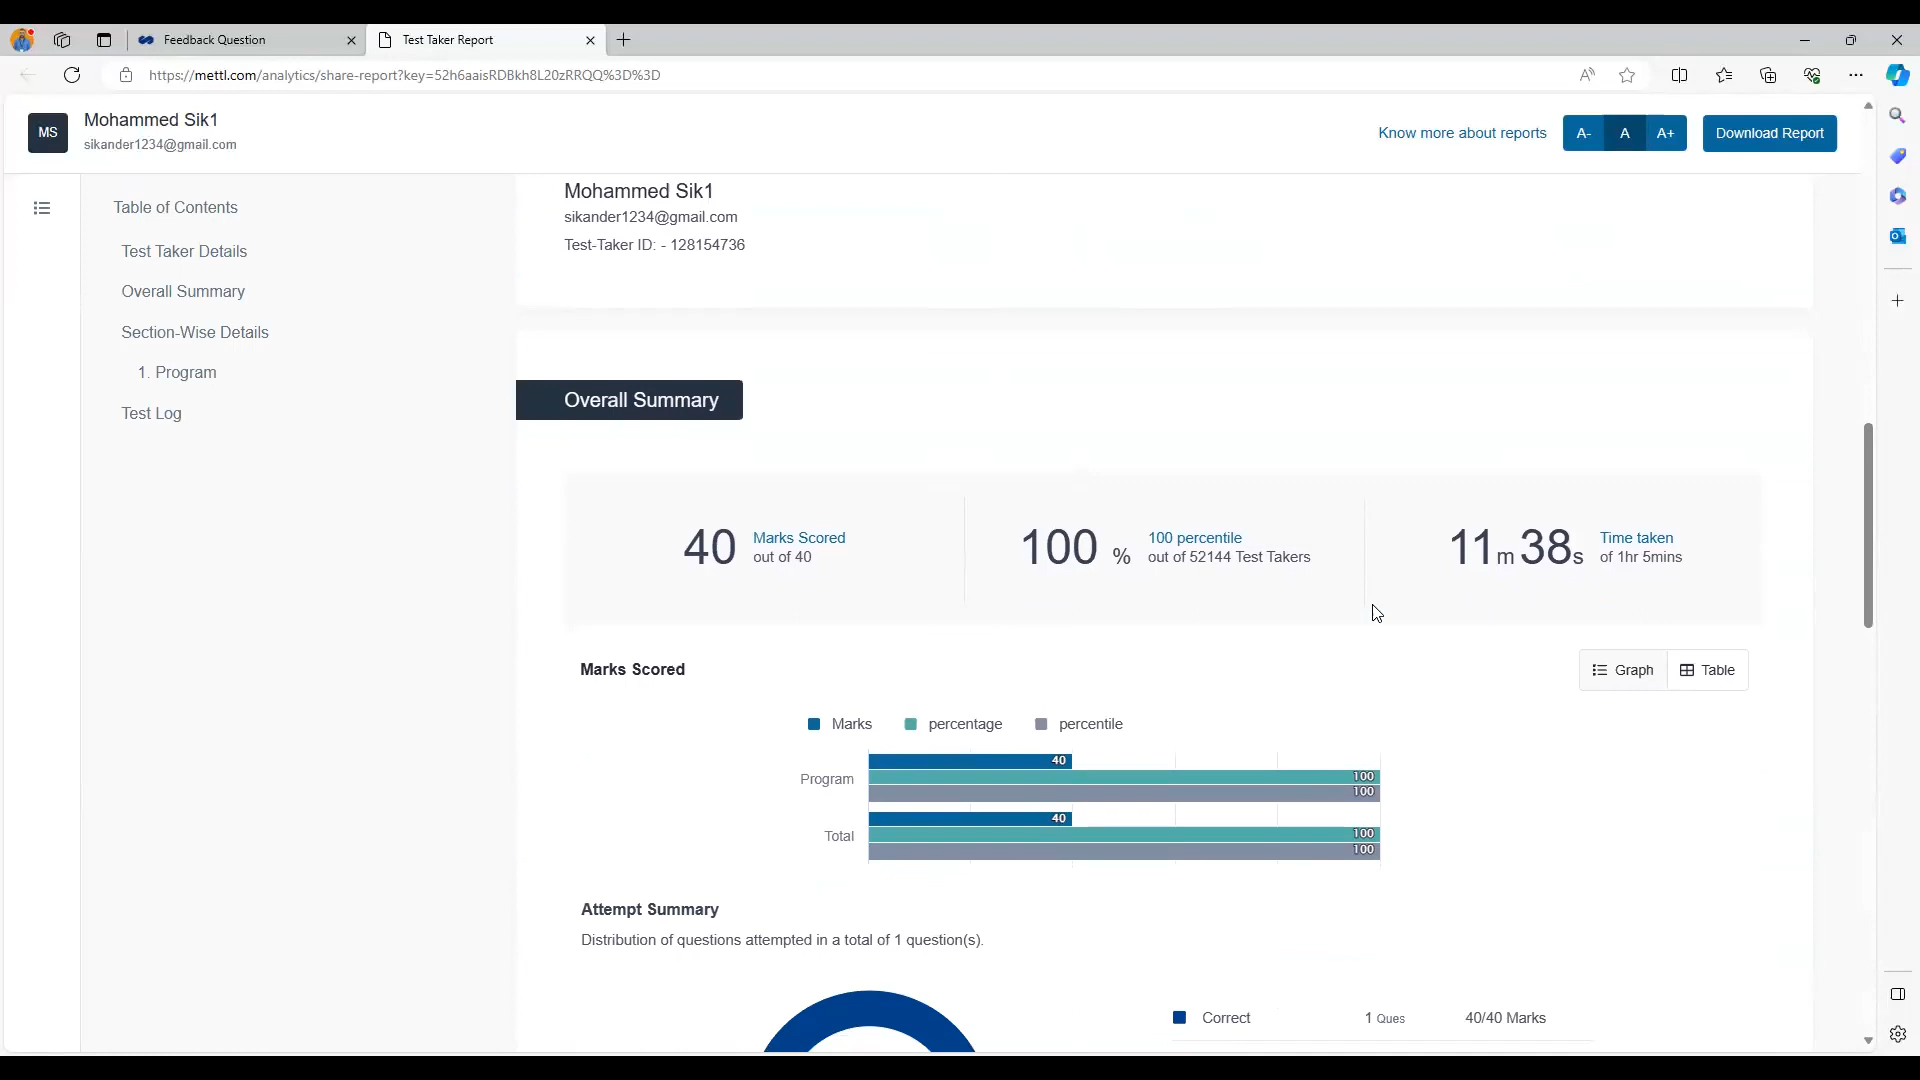 Feedback Question
Test Taker Report
https://mettl.com/analytics/share-report?key=52h6aaisRDBkh8L20zRRQQ%3D%3D
MS
Mohammed Sik1
sikander1234@gmail.com
Know more about reports
A-
A
A+
Download Report
Table of Contents
Test Taker Details
Overall Summary
Section-Wise Details
1. Program
Test Log
Mohammed Sik1
sikander1234@gmail.com
Test-Taker ID: - 128154736
Overall Summary
40 Marks Scored
out of 40
100 % 100 percentile
out of 52144 Test Takers
11m 38s Time taken
of 1hr 5mins
Marks Scored
Graph
Table
Marks percentage percentile
Program
40
100
100
Total
40
100
100
Attempt Summary
Distribution of questions attempted in a total of 1 question(s).
Correct 1 Ques 40/40 Marks